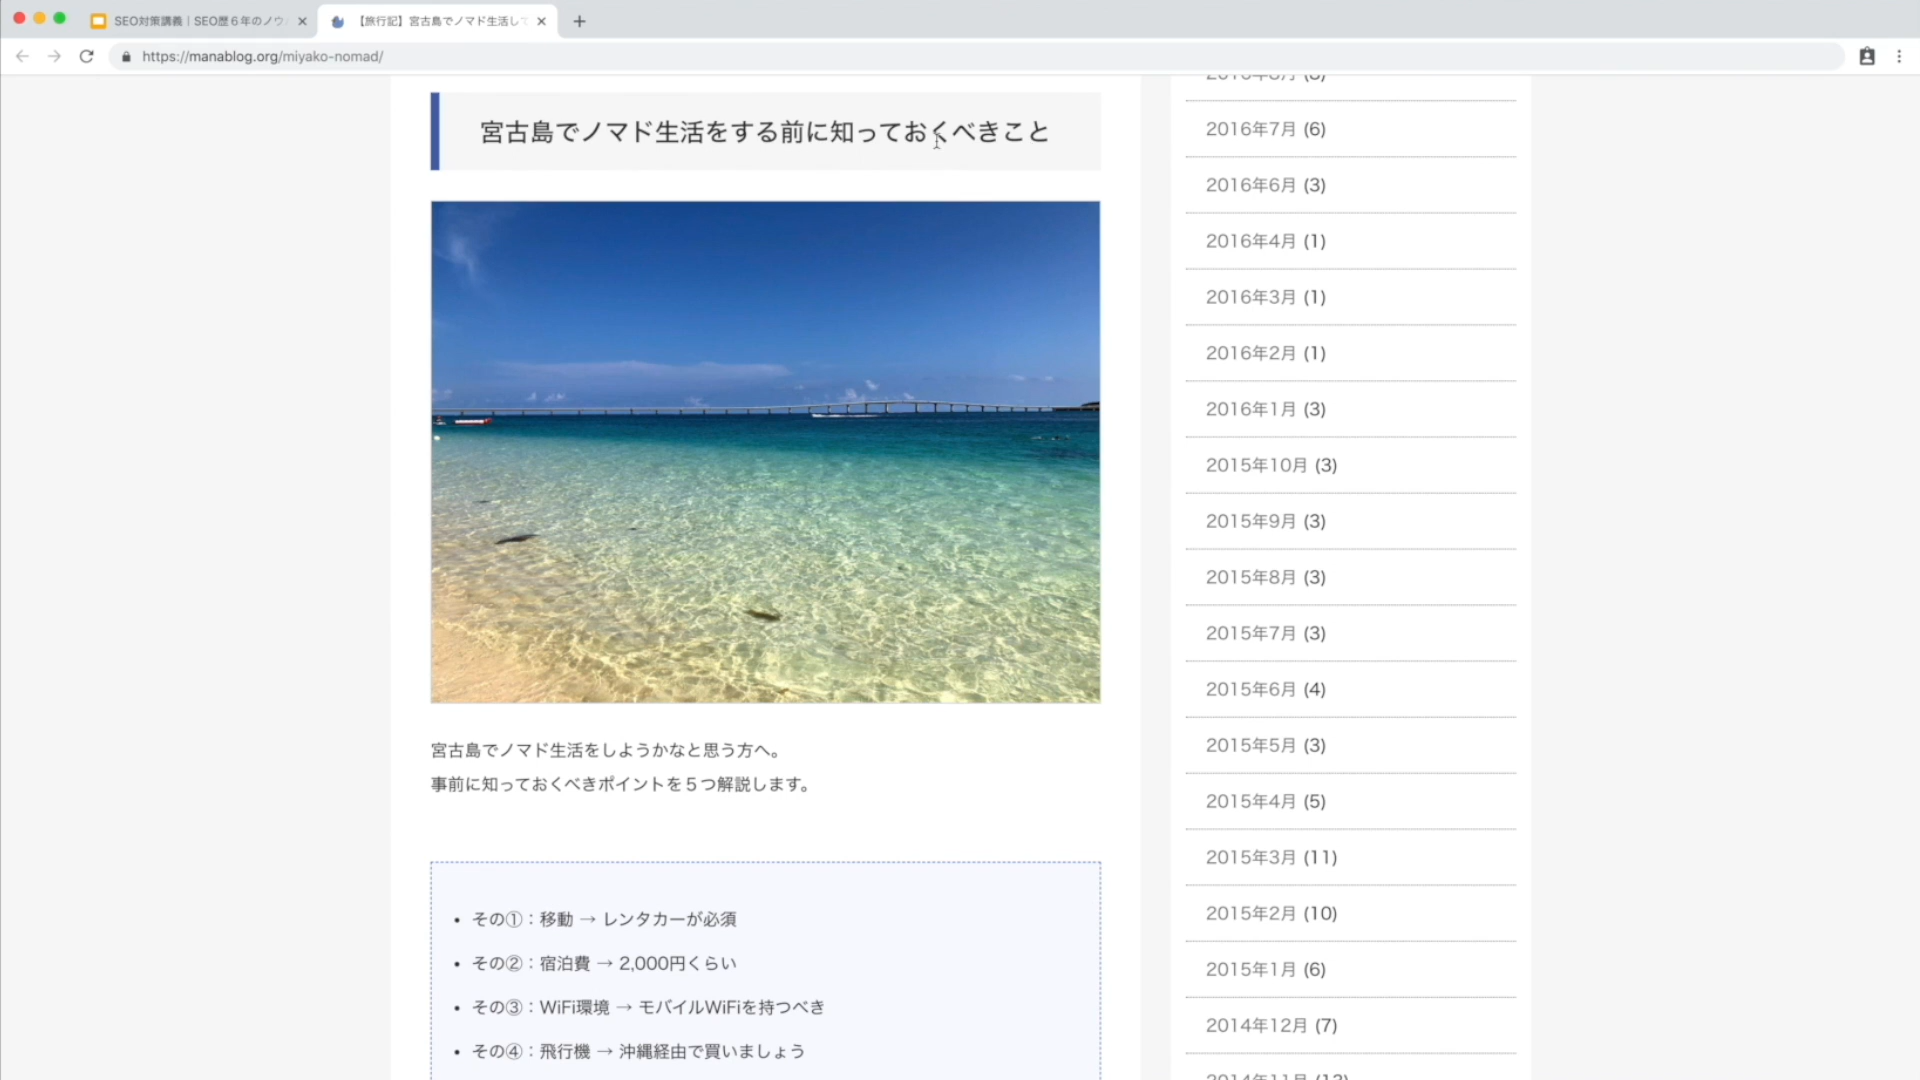 SEO対策講義｜SEO歴６年のノウ
【旅行記】宮古島でノマド生活して
https://manablog.org/miyako-nomad/
宮古島でノマド生活をする前に知っておくべきこと
宮古島でノマド生活をしようかなと思う方へ。
事前に知っておくべきポイントを５つ解説します。
• その①：移動 → レンタカーが必須
• その②：宿泊費 → 2,000円くらい
• その③：WiFi環境 → モバイルWiFiを持つべき
• その④：飛行機 → 沖縄経由で買いましょう
2016年7月 (6)
2016年6月 (3)
2016年4月 (1)
2016年3月 (1)
2016年2月 (1)
2016年1月 (3)
2015年10月 (3)
2015年9月 (3)
2015年8月 (3)
2015年7月 (3)
2015年6月 (4)
2015年5月 (3)
2015年4月 (5)
2015年3月 (11)
2015年2月 (10)
2015年1月 (6)
2014年12月 (7)